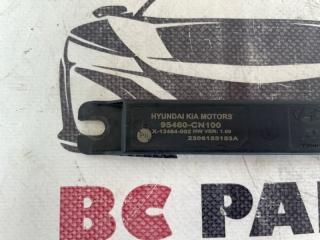 HYUNDAI KIA MOTORS
95460-CN100
X-13464-002 HW VER: 1.00
2306155153A
BC PA